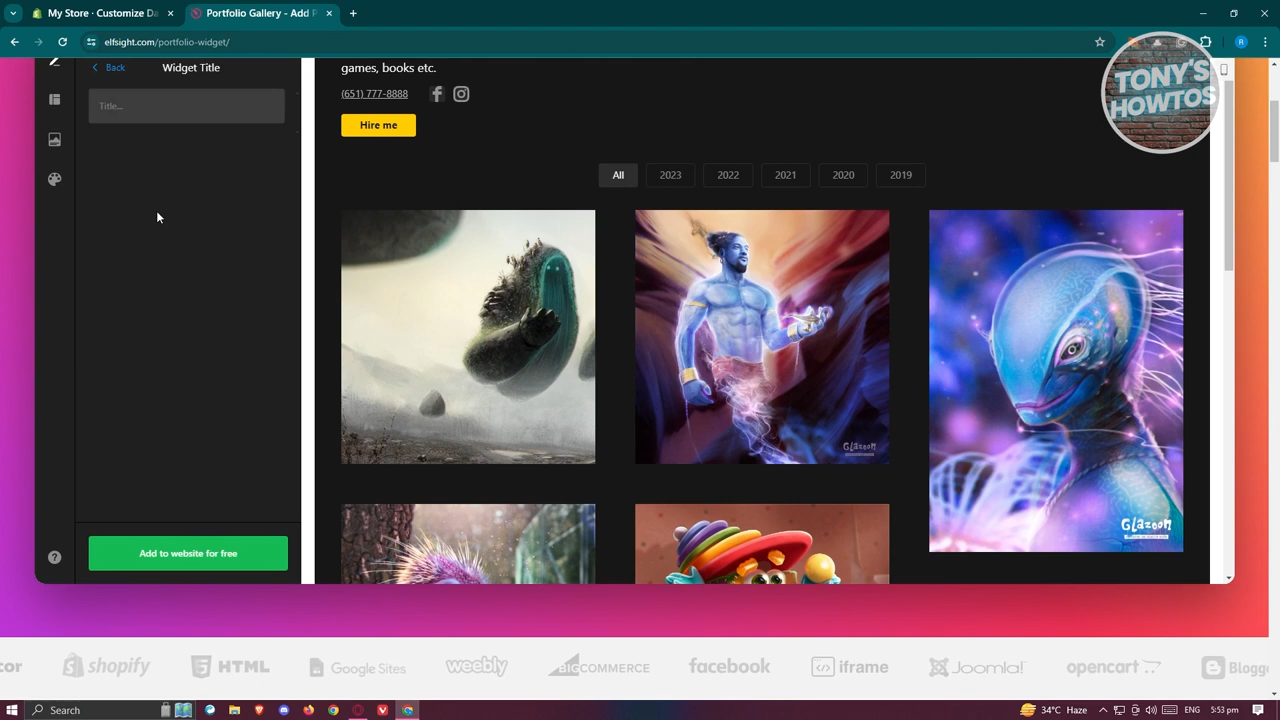 My Store · Customize Da
Portfolio Gallery - Add P
elfsight.com/portfolio-widget/
R
TONY'S
HOWTOS
Back
Widget Title
Title...
games, books etc.
(651) 777-8888
Hire me
All
2023
2022
2021
2020
2019
Glazoon
Glazoon
Add to website for free
cor
shopify
HTML
Google Sites
weebly
BIGCOMMERCE
facebook
iframe
Joomla!
opencart
Blogge
Search
34°C Haze
ENG
5:53 pm